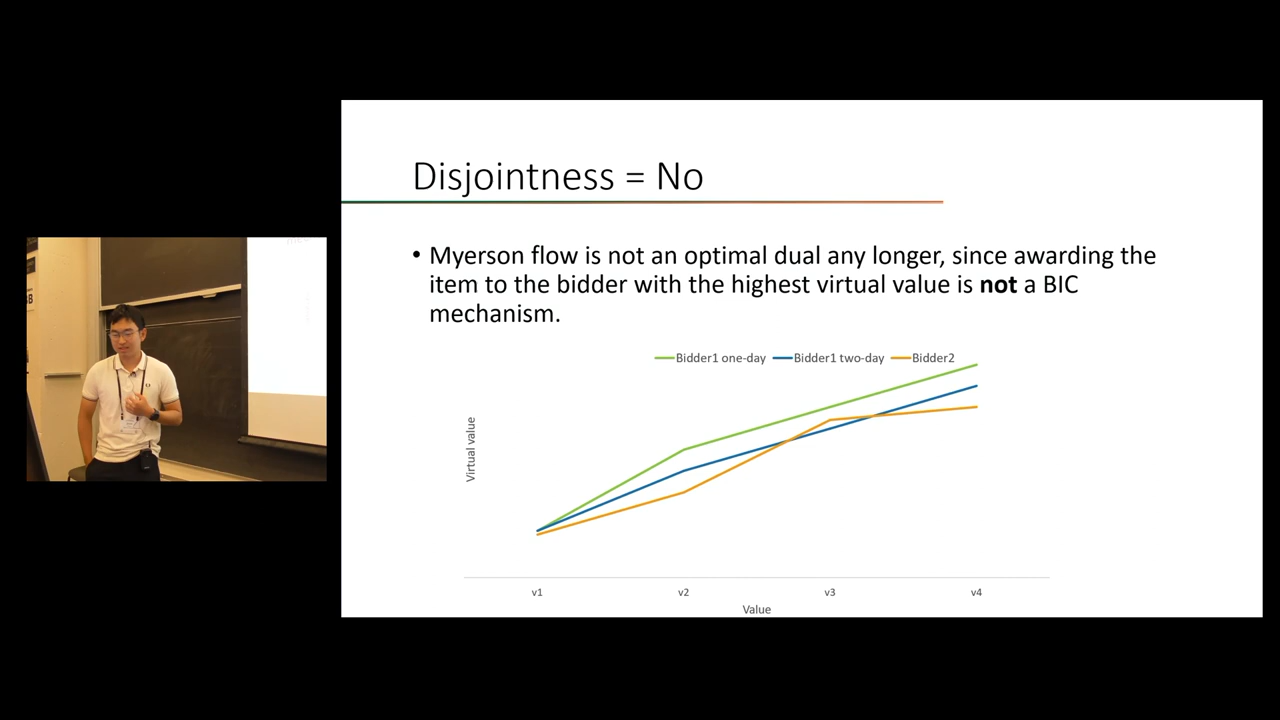 Disjointness = No
• Myerson flow is not an optimal dual any longer, since awarding the
item to the bidder with the highest virtual value is not a BIC
mechanism.
Bidder1 one-day Bidder1 two-day Bidder2
Virtual value
v1 v2 v3 v4
Value